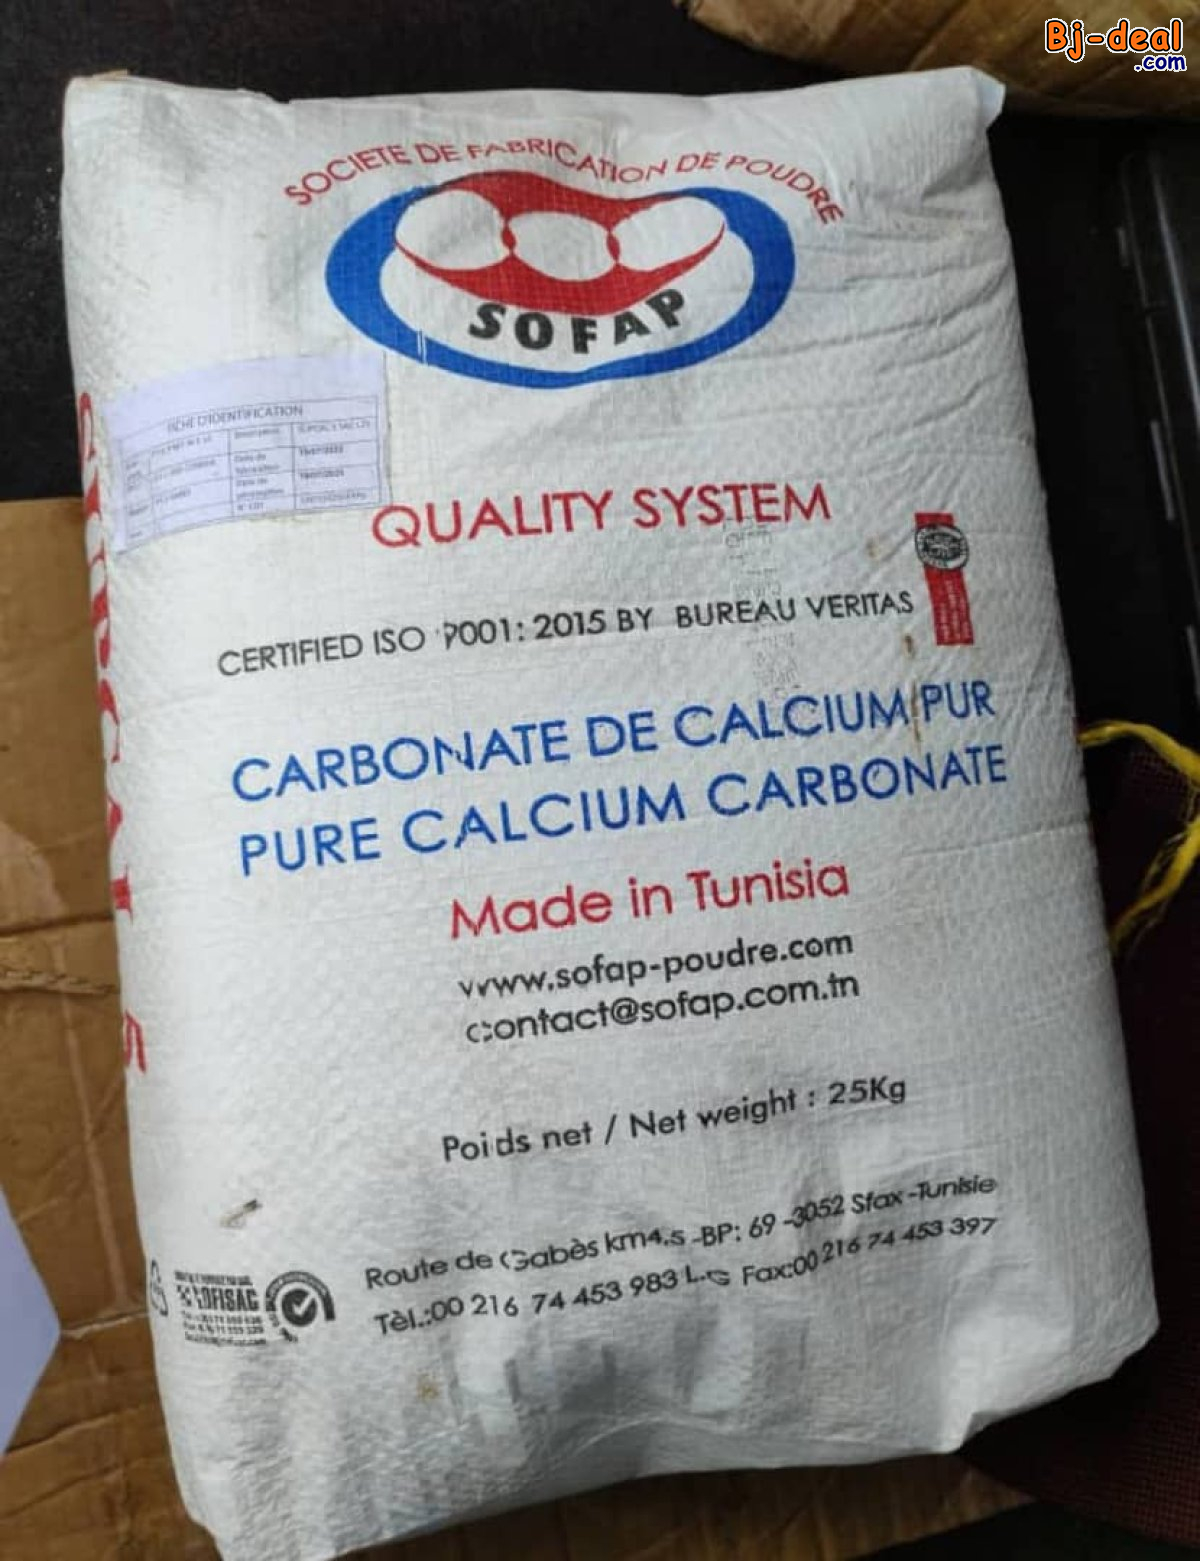 Bj-deal
.com
SOCIETE DE FABRICATION DE POUDRE
SOFAP
FICHE D'IDENTIFICATION
QUALITY SYSTEM
CERTIFIED ISO 9001: 2015 BY BUREAU VERITAS
CARBONATE DE CALCIUM PUR
PURE CALCIUM CARBONATE
Made in Tunisia
www.sofap-poudre.com
contact@sofap.com.tn
Poids net / Net weight : 25Kg
Route de Gabès km4.5 -BP: 69 -3052 Sfax -Tunisie
Tèl.:00 216 74 453 983 L.G Fax:00 216 74 453 397
SOFISAC